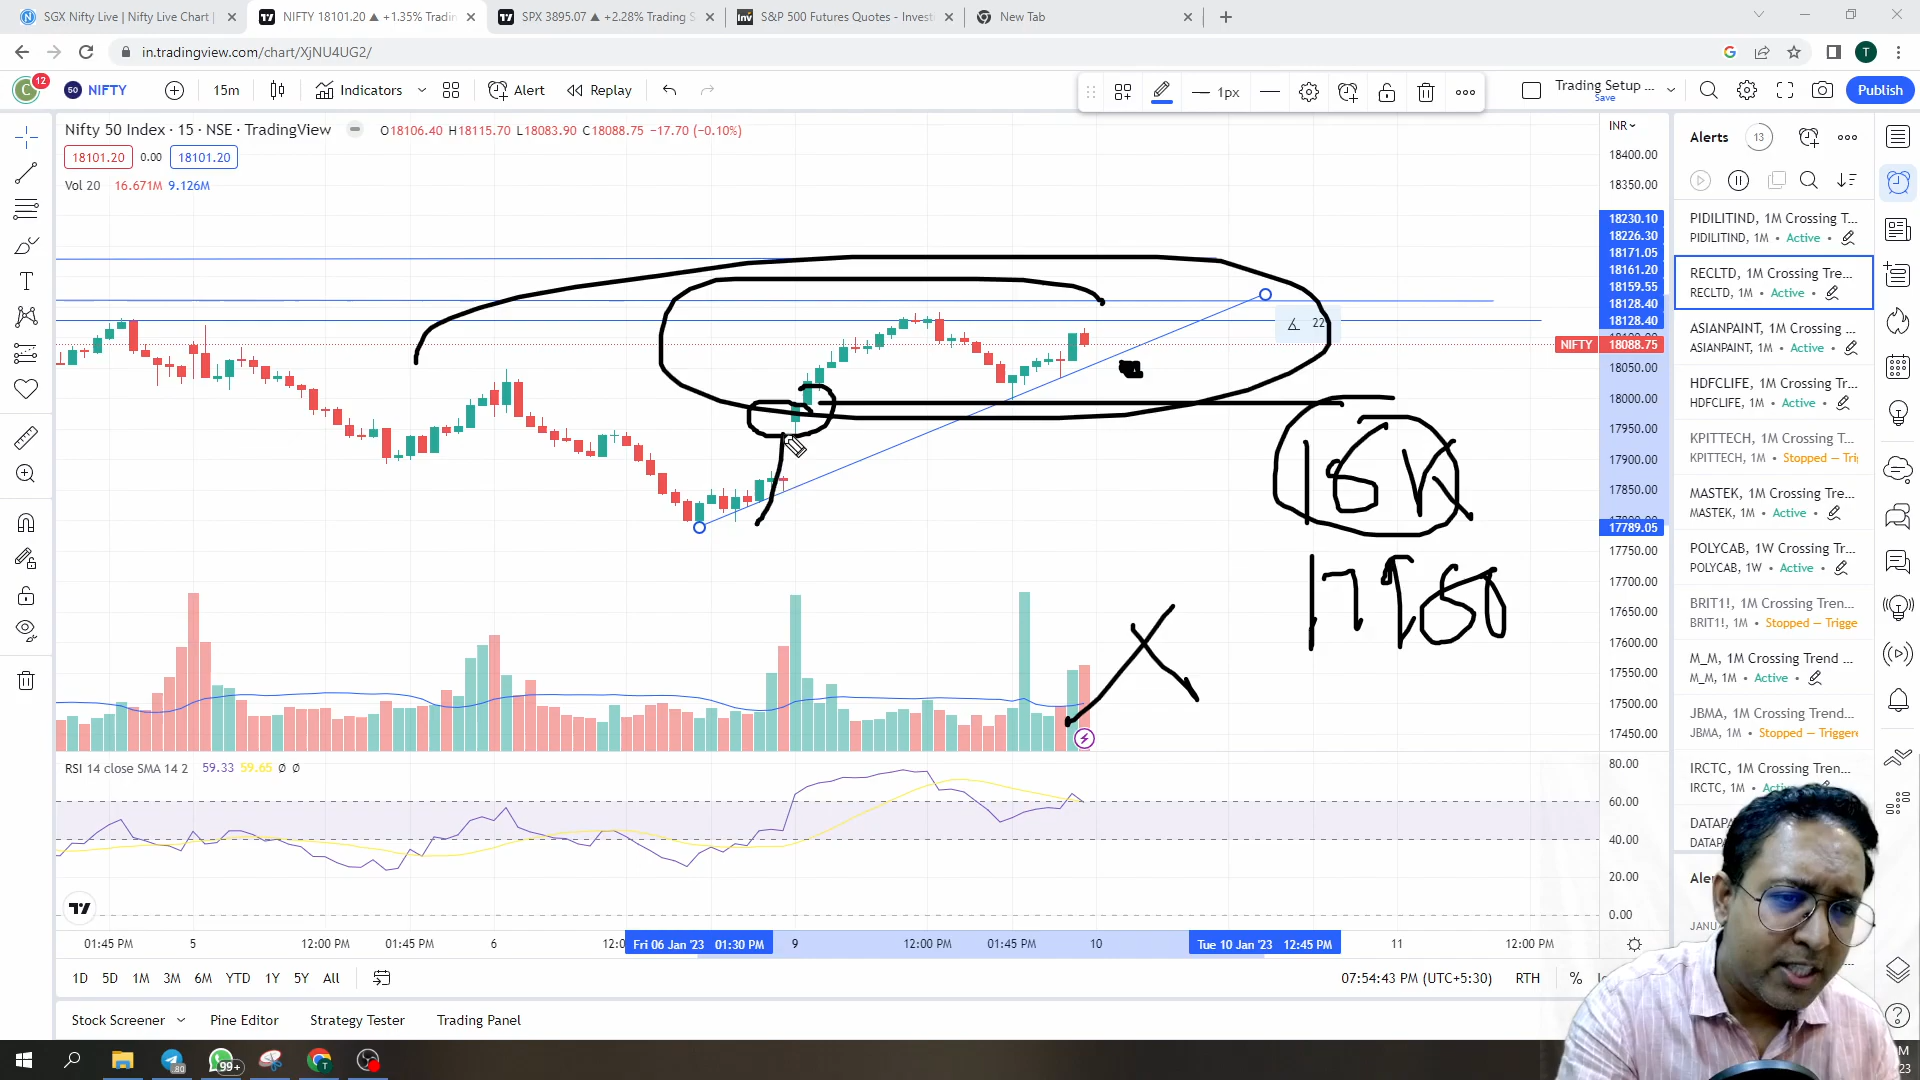 SGX Nifty Live | Nifty Live Chart |
NIFTY 18101.20 ▲ +1.35% Tradin
SPX 3895.07 ▲ +2.28% Trading S
Inv
S&P 500 Futures Quotes - Invest
New Tab
in.tradingview.com/chart/XjNU4UG2/
T
C
12
50
NIFTY
15m
Indicators
Alert
Replay
1px
Trading Setup ...
Save
Publish
Nifty 50 Index · 15 · NSE · TradingView
O18106.40 H18115.70 L18083.90 C18088.75 −17.70 (−0.10%)
18101.20
0.00
18101.20
Vol 20 16.671M 9.126M
INR
18400.00
18350.00
18230.10
18226.30
18171.05
18161.20
18159.55
18128.40
18128.40
NIFTY 18088.75
18050.00
18000.00
17950.00
17900.00
17850.00
17789.05
17750.00
17700.00
17650.00
17600.00
17550.00
17500.00
17450.00
22
18K
RSI 14 close SMA 14 2 59.33 59.65 Ø Ø
80.00
60.00
40.00
20.00
0.00
01:45 PM
5
12:00 PM
01:45 PM
6
12:0
Fri 06 Jan '23 01:30 PM
9
12:00 PM
01:45 PM
10
Tue 10 Jan '23 12:45 PM
11
12:00 PM
1D
5D
1M
3M
6M
YTD
1Y
5Y
All
07:54:43 PM (UTC+5:30)
RTH
%
Stock Screener
Pine Editor
Strategy Tester
Trading Panel
Alerts
13
PIDILITIND, 1M Crossing T...
PIDILITIND, 1M • Active •
RECLTD, 1M Crossing Tre...
RECLTD, 1M • Active •
ASIANPAINT, 1M Crossing ...
ASIANPAINT, 1M • Active •
HDFCLIFE, 1M Crossing Tr...
HDFCLIFE, 1M • Active •
KPITTECH, 1M Crossing T...
KPITTECH, 1M • Stopped — Trig
MASTEK, 1M Crossing Tre...
MASTEK, 1M • Active •
POLYCAB, 1W Crossing Tr...
POLYCAB, 1W • Active •
BRIT1!, 1M Crossing Tren...
BRIT1!, 1M • Stopped — Trigge
M_M, 1M Crossing Trend ...
M_M, 1M • Active •
JBMA, 1M Crossing Trend...
JBMA, 1M • Stopped — Triggere
IRCTC, 1M Crossing Tren...
IRCTC, 1M •
DATAPA
DATAPA
Aler
JANU
80
99+